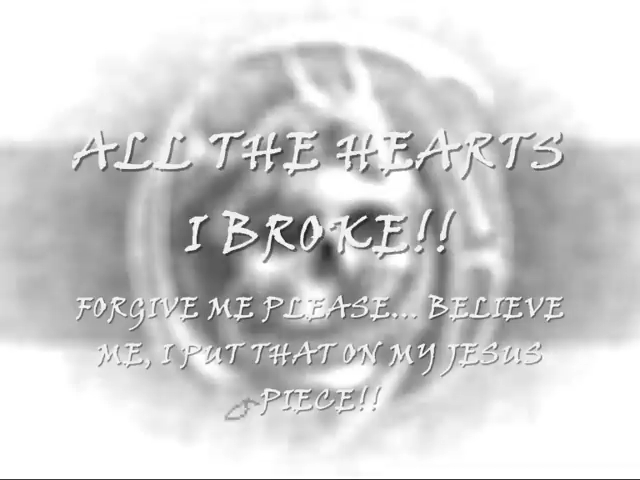 ALL THE HEARTS
I BROKE!!
FORGIVE ME PLEASE... BELIEVE
ME, I PUT THAT ON MY JESUS
PIECE!!